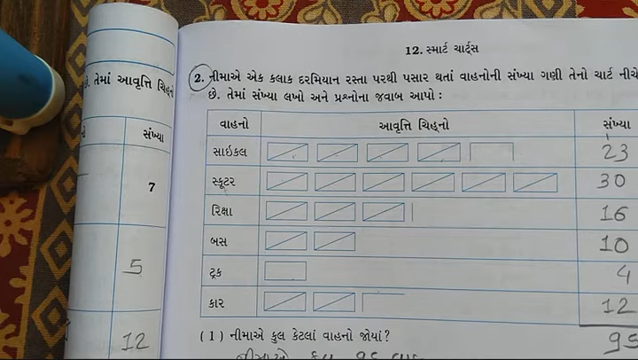 12. સ્માર્ટ ચાર્ટ્સ
2. નીમાએ એક કલાક દરમિયાન રસ્તા પરથી પસાર થતાં વાહનોની સંખ્યા ગણી તેનો ચાર્ટ નીચે
છે. તેમાં સંખ્યા લખો અને પ્રશ્નોના જવાબ આપો :
વાહનો આવૃત્તિ ચિહ્નો સંખ્યા
સાઇકલ 23
સ્કૂટર 30
રિક્ષા 16
બસ 10
ટ્રક 4
કાર 12
95
(1) નીમાએ કુલ કેટલાં વાહનો જોયાં?
તેમાં આવૃત્તિ
સંખ્યા
7
5
12